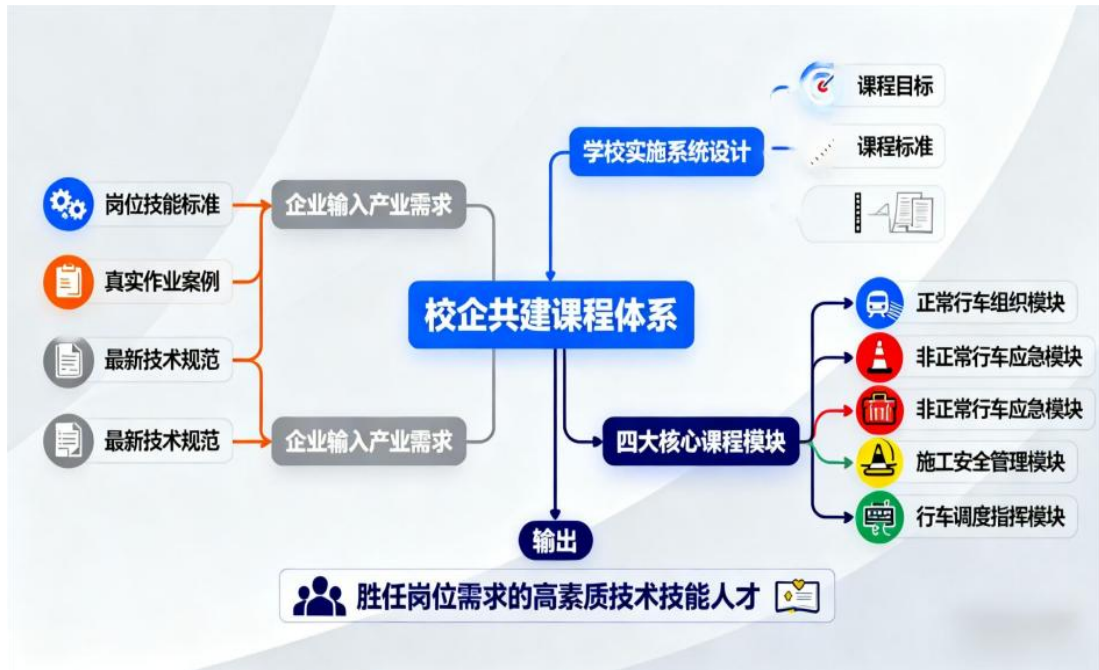 课程目标
学校实施系统设计
课程标准
岗位技能标准
企业输入产业需求
真实作业案例
校企共建课程体系
正常行车组织模块
最新技术规范
非正常行车应急模块
非正常行车应急模块
最新技术规范
企业输入产业需求
四大核心课程模块
施工安全管理模块
行车调度指挥模块
输出
胜任岗位需求的高素质技术技能人才